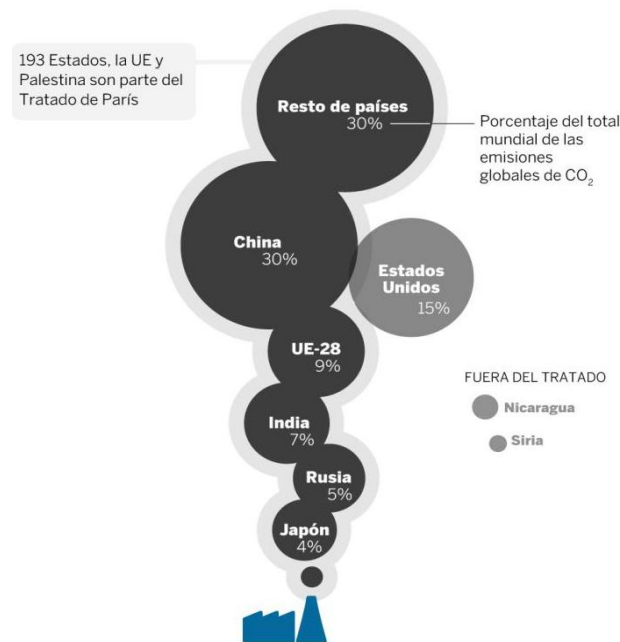 193 Estados, la UE y
Palestina son parte del
Tratado de París
Resto de países
30%
Porcentaje del total
mundial de las
emisiones
globales de CO₂
China
30%
Estados
Unidos
15%
UE-28
9%
FUERA DEL TRATADO
Nicaragua
Siria
India
7%
Rusia
5%
Japón
4%